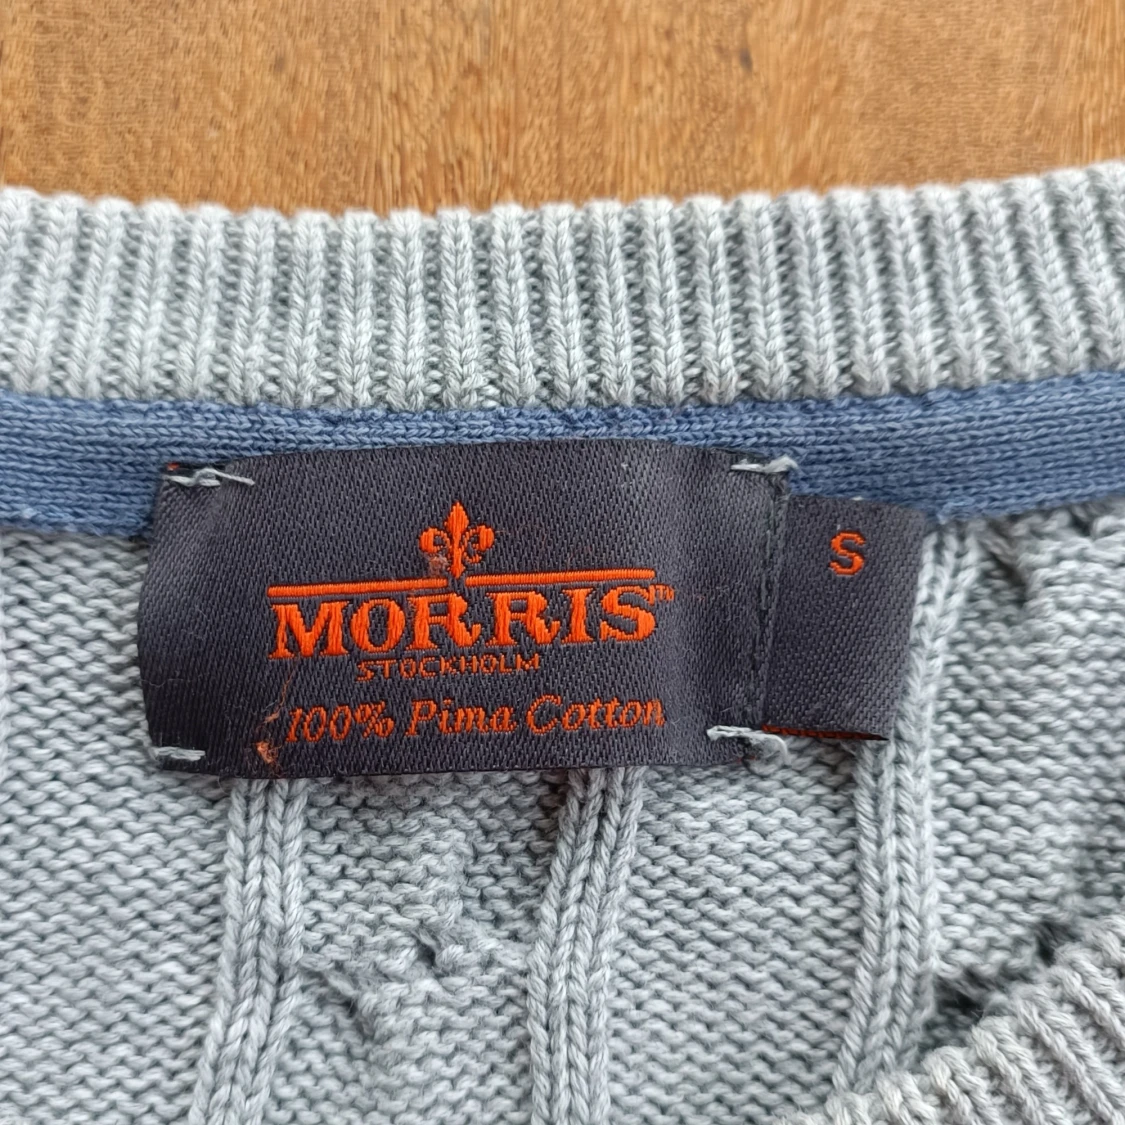 MORRIS™
STOCKHOLM
100% Pima Cotton
S